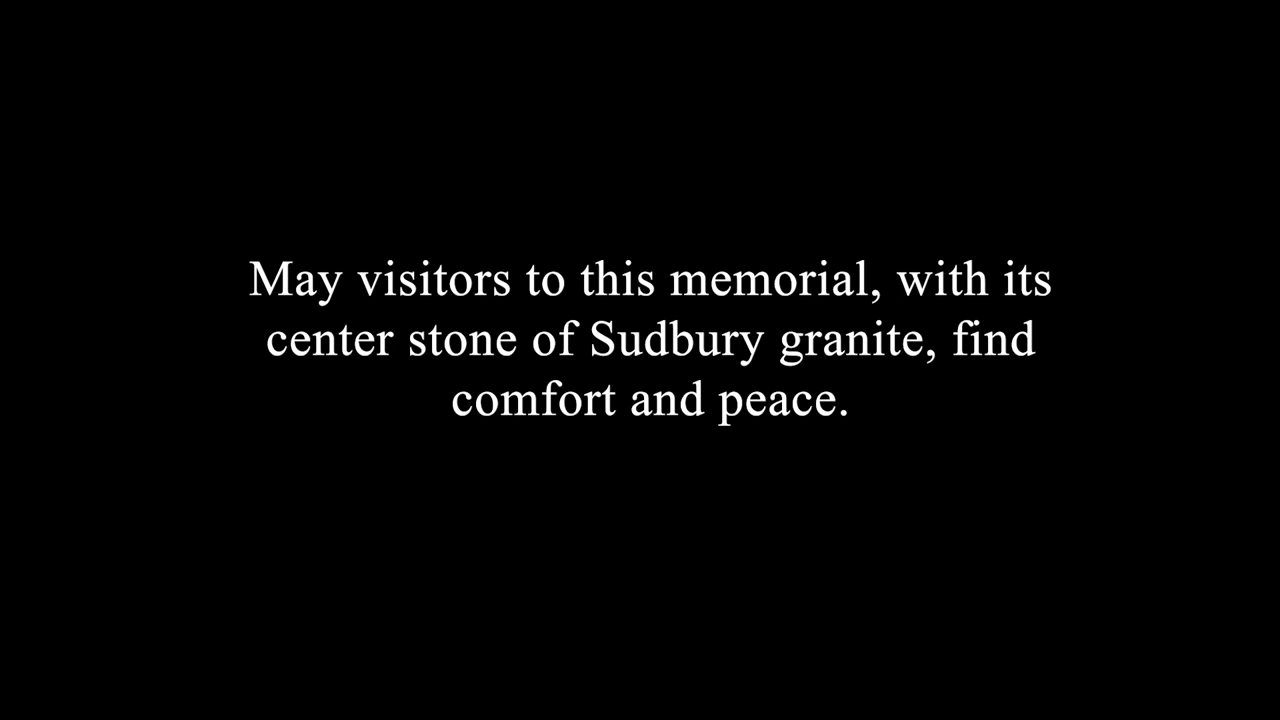 May visitors to this memorial, with its
center stone of Sudbury granite, find
comfort and peace.